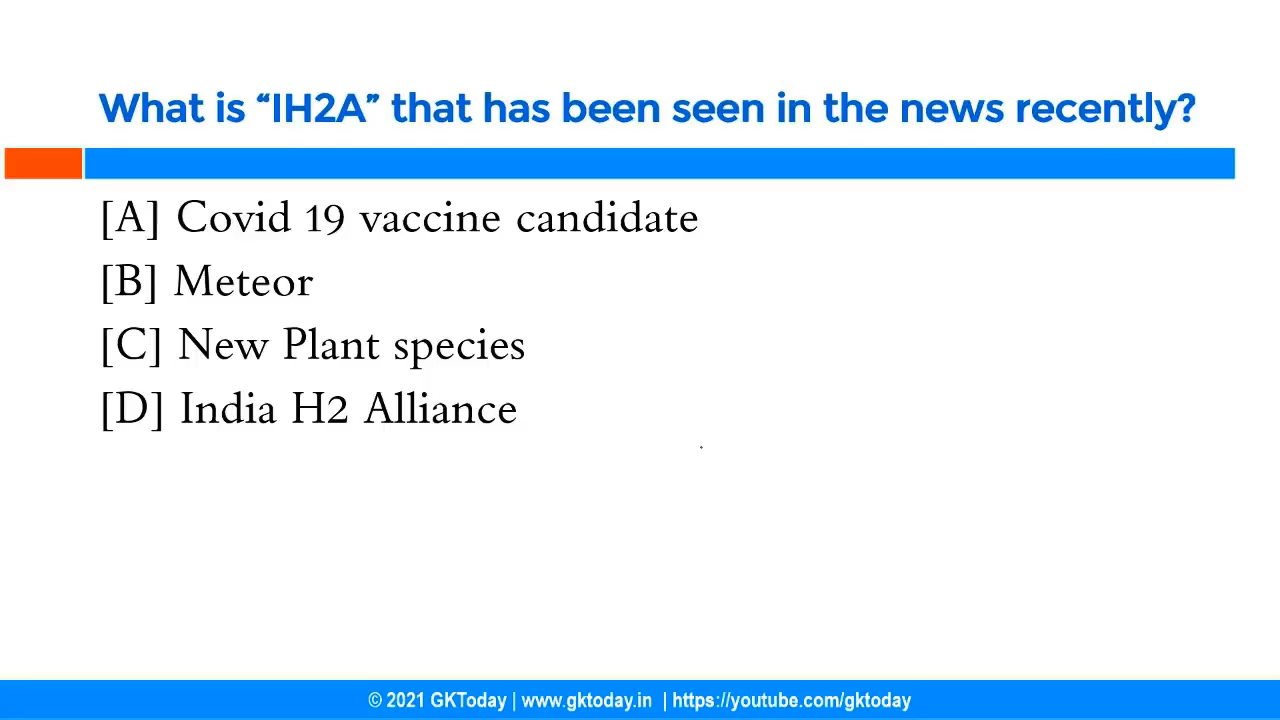 What is “IH2A” that has been seen in the news recently?
[A] Covid 19 vaccine candidate
[B] Meteor
[C] New Plant species
[D] India H2 Alliance
© 2021 GKToday | www.gktoday.in | https://youtube.com/gktoday